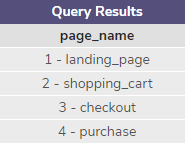 Query Results
page_name
1 - landing_page
2 - shopping_cart
3 - checkout
4 - purchase